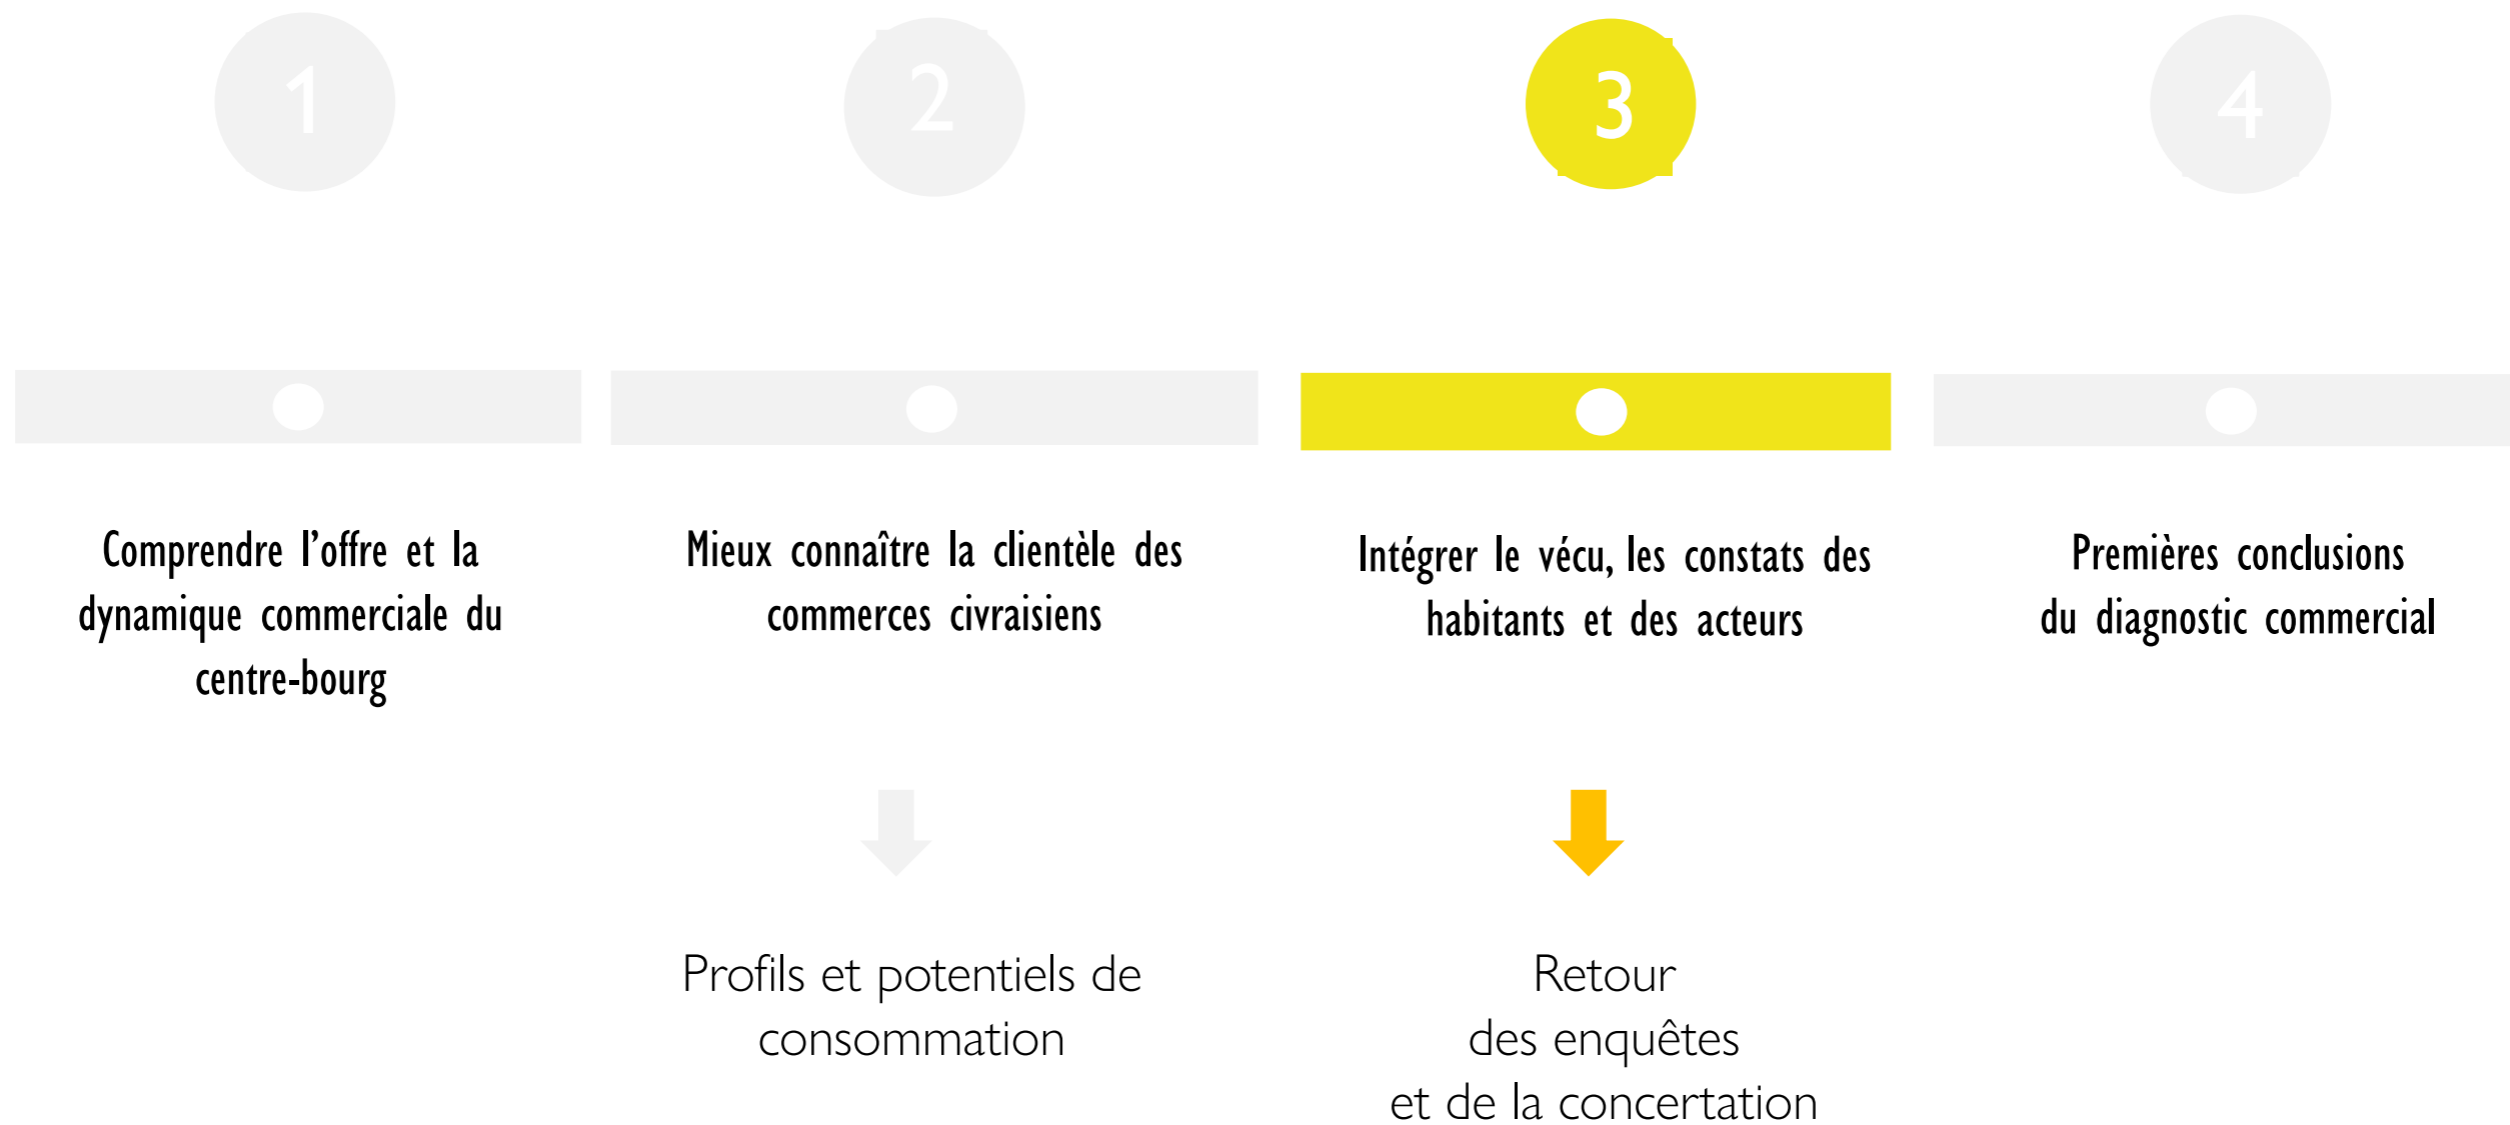 1
2
3
4
Comprendre l’offre et la
dynamique commerciale du
centre-bourg
Mieux connaître la clientèle des
commerces civraisiens
Intégrer le vécu, les constats des
habitants et des acteurs
Premières conclusions
du diagnostic commercial
Profils et potentiels de
consommation
Retour
des enquêtes
et de la concertation